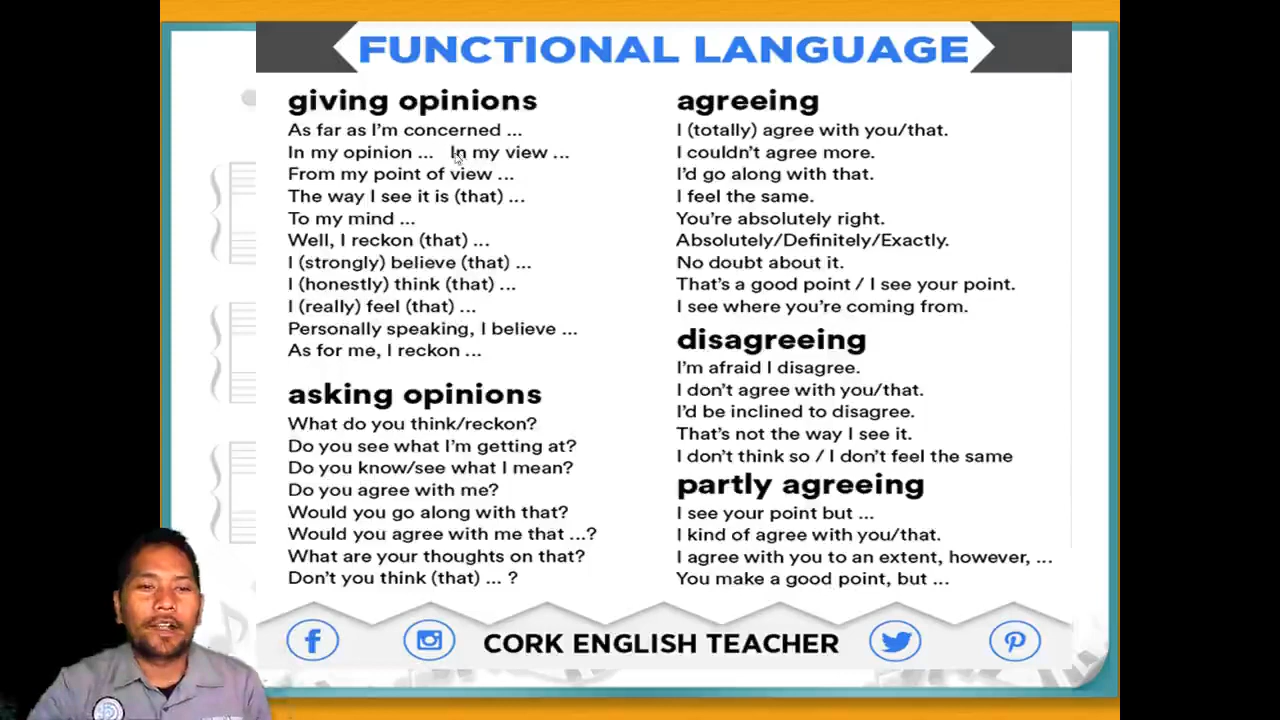 FUNCTIONAL LANGUAGE
giving opinions
As far as I'm concerned ...
In my opinion ... In my view ...
From my point of view ...
The way I see it is (that) ...
To my mind ...
Well, I reckon (that) ...
I (strongly) believe (that) ...
I (honestly) think (that) ...
I (really) feel (that) ...
Personally speaking, I believe ...
As for me, I reckon ...
asking opinions
What do you think/reckon?
Do you see what I'm getting at?
Do you know/see what I mean?
Do you agree with me?
Would you go along with that?
Would you agree with me that ...?
What are your thoughts on that?
Don't you think (that) ... ?
agreeing
I (totally) agree with you/that.
I couldn't agree more.
I'd go along with that.
I feel the same.
You're absolutely right.
Absolutely/Definitely/Exactly.
No doubt about it.
That's a good point / I see your point.
I see where you're coming from.
disagreeing
I'm afraid I disagree.
I don't agree with you/that.
I'd be inclined to disagree.
That's not the way I see it.
I don't think so / I don't feel the same
partly agreeing
I see your point but ...
I kind of agree with you/that.
I agree with you to an extent, however, ...
You make a good point, but ...
CORK ENGLISH TEACHER